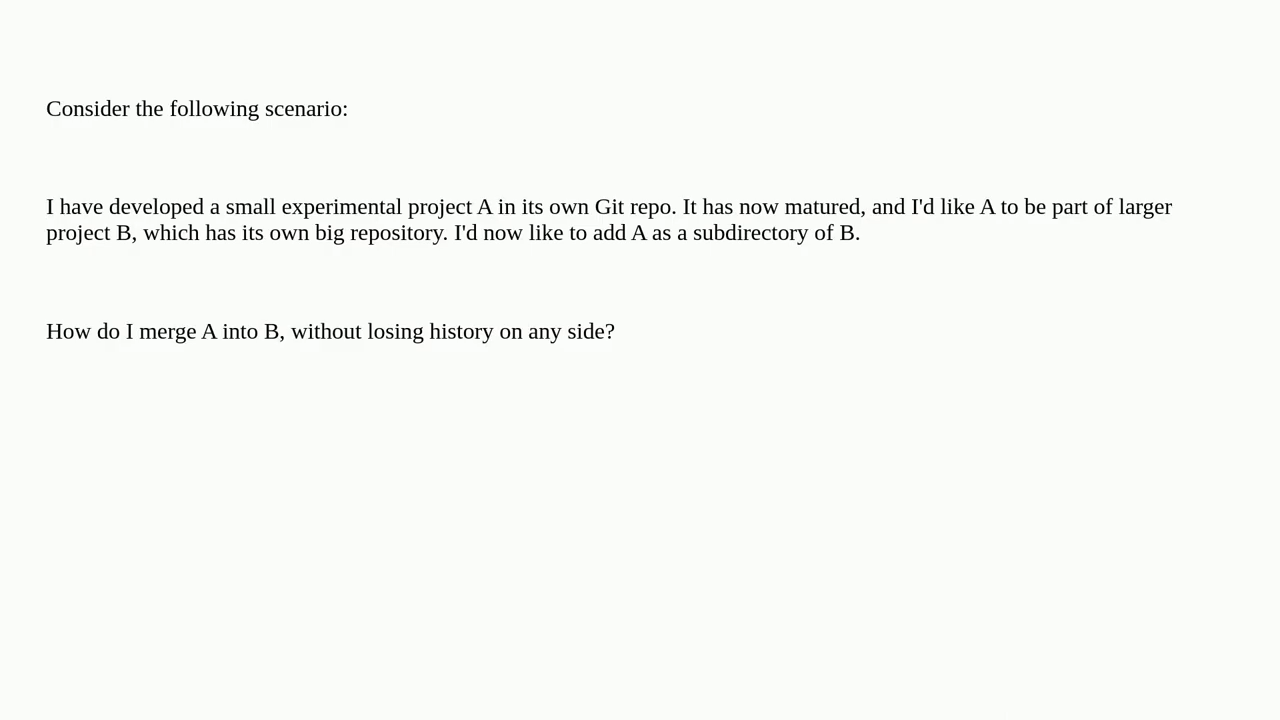 Consider the following scenario:
I have developed a small experimental project A in its own Git repo. It has now matured, and I'd like A to be part of larger
project B, which has its own big repository. I'd now like to add A as a subdirectory of B.
How do I merge A into B, without losing history on any side?